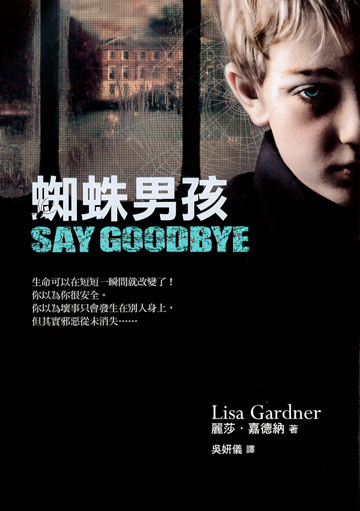 蜘蛛男孩
SAY GOODBYE
生命可以在短短一瞬間就改變了！
你以為你很安全。
你以為壞事只會發生在別人身上，
但其實邪惡從未消失……
Lisa Gardner
麗莎・嘉德納 著
吳妍儀 譯